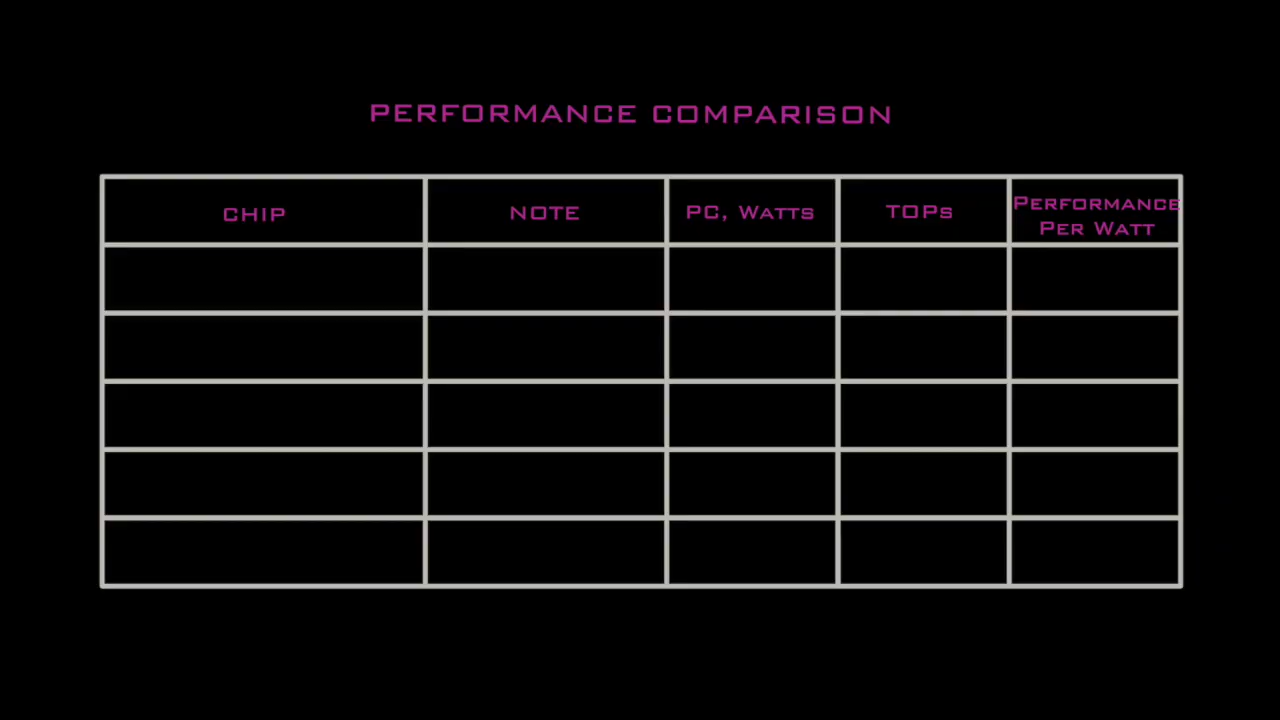 PERFORMANCE COMPARISON
CHIP
NOTE
PC, WATTS
TOPs
PERFORMANCE
PER WATT